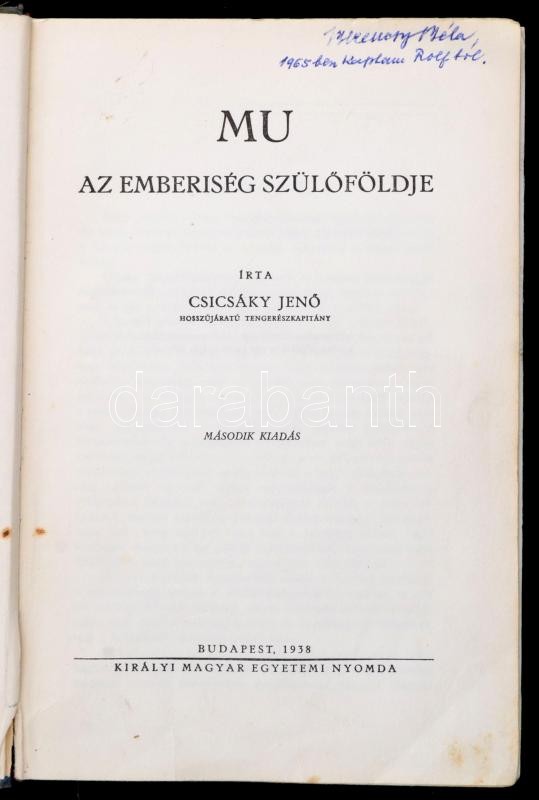 Béla,
1965-ben kaptam Rolftól.
MU
AZ EMBERISÉG SZÜLŐFÖLDJE
ÍRTA
CSICSÁKY JENŐ
HOSSZÚJÁRATÚ TENGERÉSZKAPITÁNY
darabanth
MÁSODIK KIADÁS
BUDAPEST, 1938
KIRÁLYI MAGYAR EGYETEMI NYOMDA